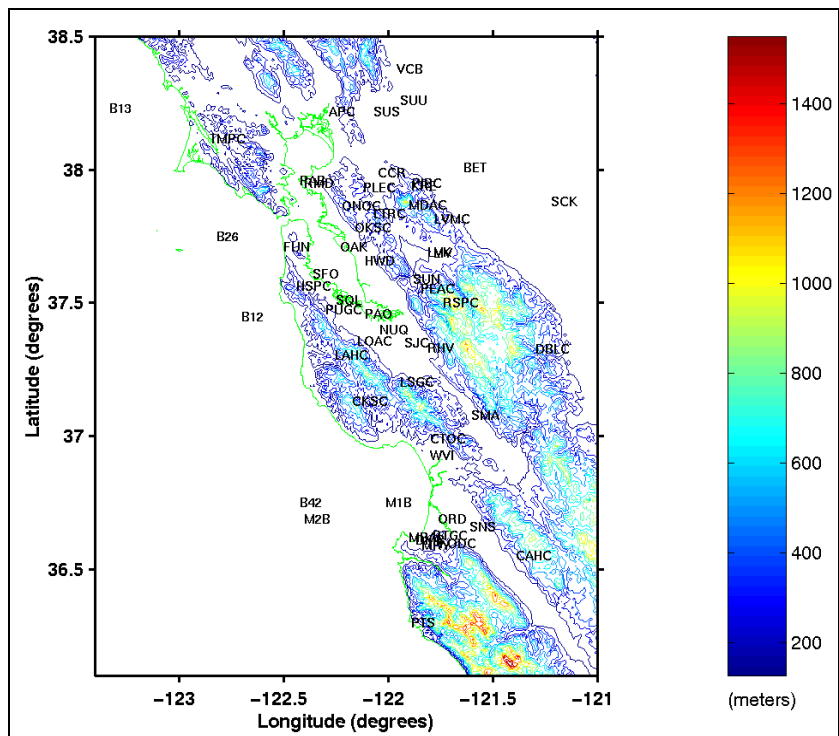 38.5
VCB
SUU
B13
APC
SUS
TMPC
BET
38
CCR
PLEC
SCK
ONOC
LTRC
MDAC
LVMC
OKSC
B26
FUN
OAK
HWD
SFO
SUN
HSPC
PEAC
37.5
SQL
RSPC
PUGC
PAO
B12
NUQ
LOAC
SJC
RHV
LAHC
DBLC
LSGC
CKSC
SMA
37
CTOC
WVI
B42
M1B
M2B
ORD
SNS
CAHC
36.5
PTS
-123
-122.5
-122
-121.5
-121
Longitude (degrees)
Latitude (degrees)
1400
1200
1000
800
600
400
200
(meters)